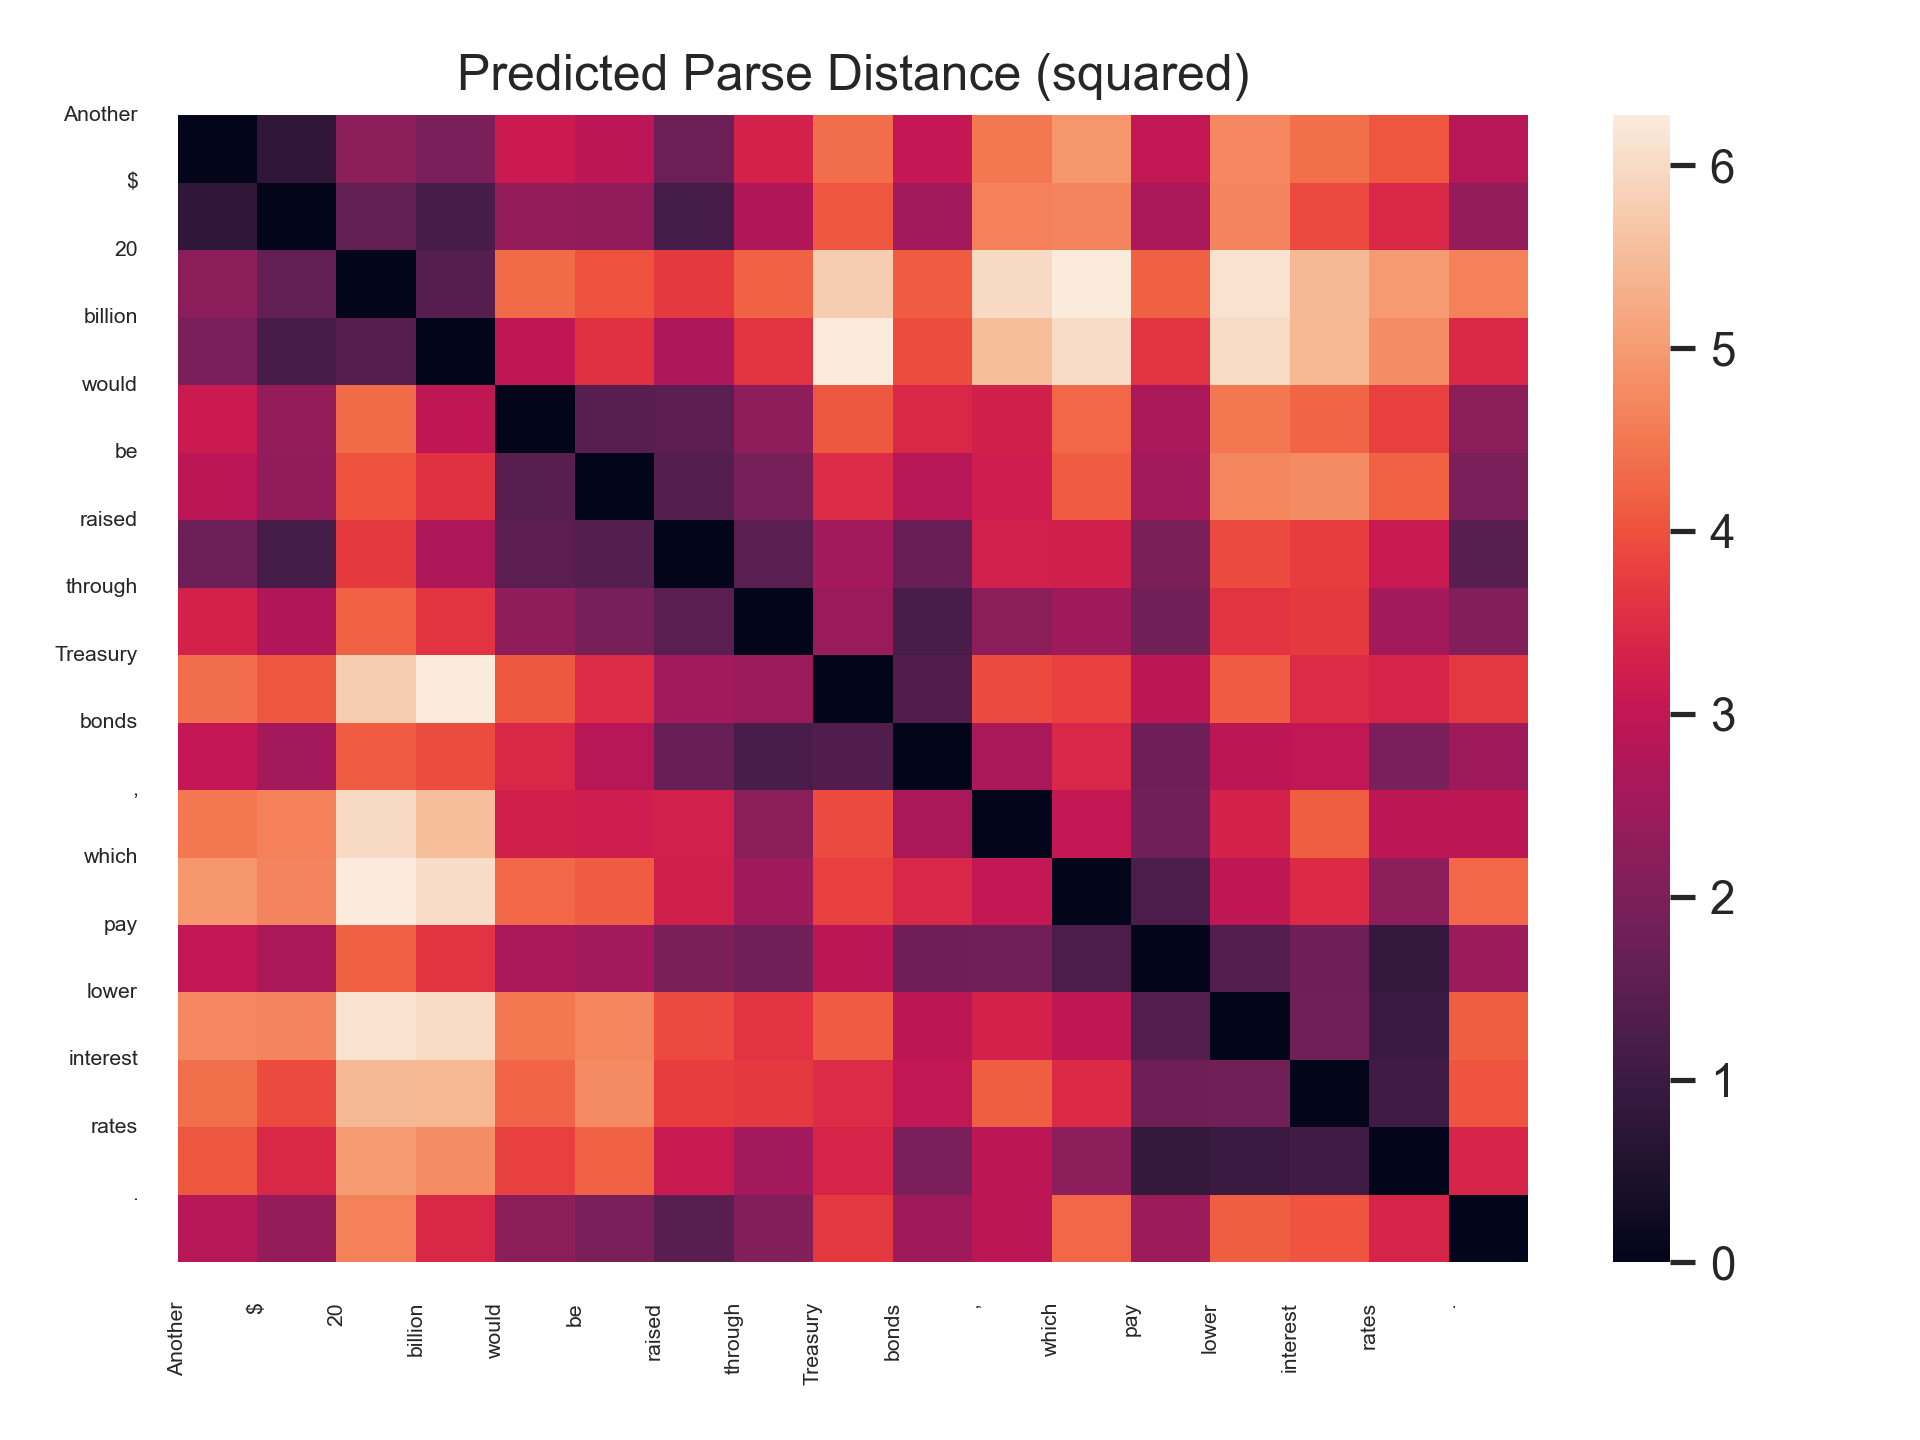 Predicted Parse Distance (squared)
Another
$
20
billion
would
be
raised
through
Treasury
bonds
,
which
pay
lower
interest
rates
.
6
5
4
3
2
1
0
Another
$
20
billion
would
be
raised
through
Treasury
bonds
,
which
pay
lower
interest
rates
.